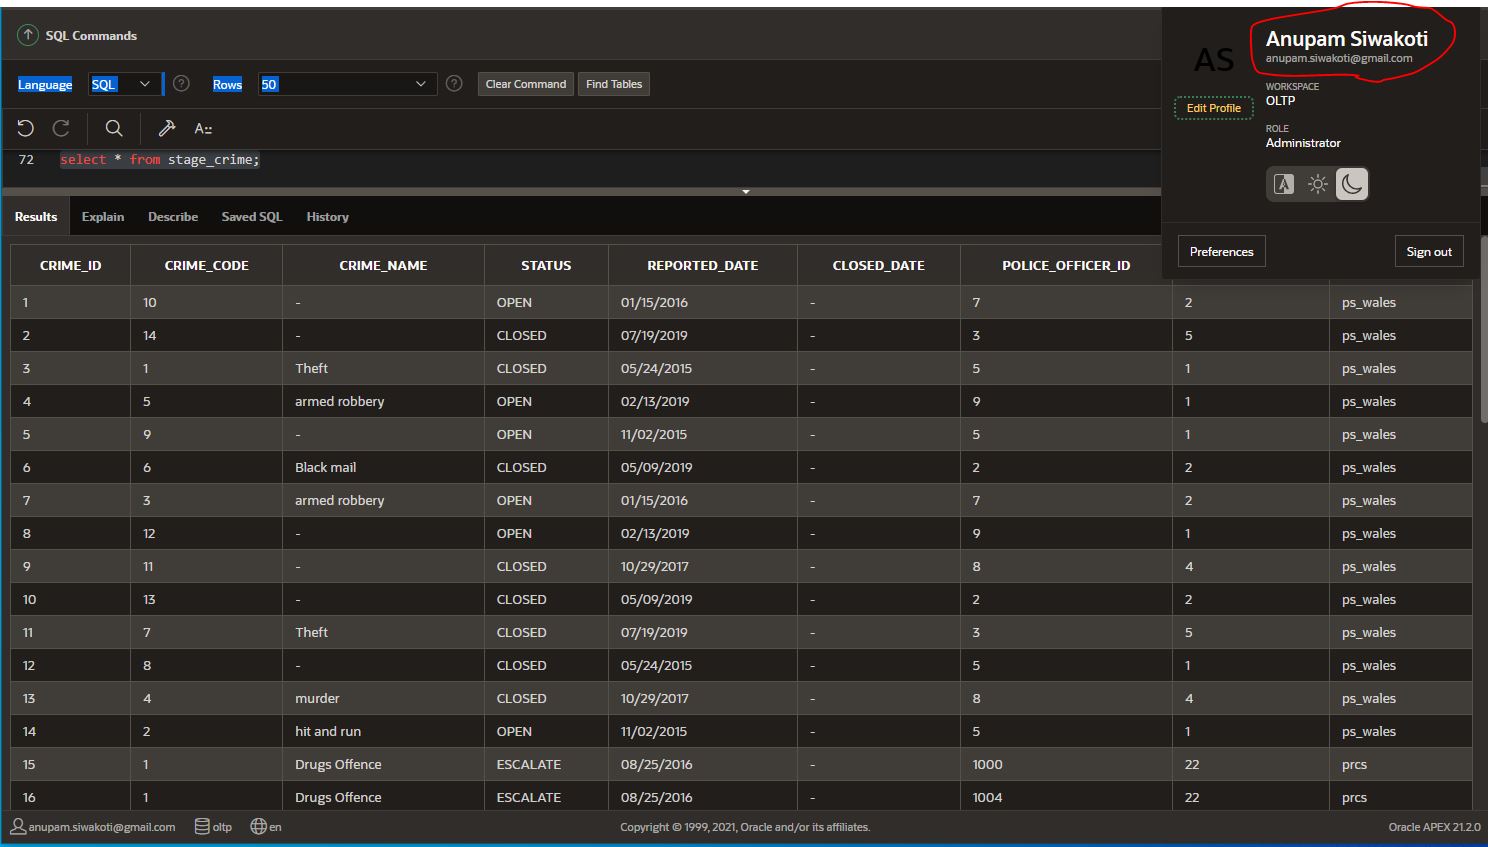 SQL Commands
Language SQL Rows 50 Clear Command Find Tables
A::
72 select * from stage_crime;
AS
Anupam Siwakoti
anupam.siwakoti@gmail.com
Edit Profile
WORKSPACE
OLTP
ROLE
Administrator
Preferences Sign out
Results Explain Describe Saved SQL History
CRIME_ID CRIME_CODE CRIME_NAME STATUS REPORTED_DATE CLOSED_DATE POLICE_OFFICER_ID
1 10 - OPEN 01/15/2016 - 7 2 ps_wales
2 14 - CLOSED 07/19/2019 - 3 5 ps_wales
3 1 Theft CLOSED 05/24/2015 - 5 1 ps_wales
4 5 armed robbery OPEN 02/13/2019 - 9 1 ps_wales
5 9 - OPEN 11/02/2015 - 5 1 ps_wales
6 6 Black mail CLOSED 05/09/2019 - 2 2 ps_wales
7 3 armed robbery OPEN 01/15/2016 - 7 2 ps_wales
8 12 - OPEN 02/13/2019 - 9 1 ps_wales
9 11 - CLOSED 10/29/2017 - 8 4 ps_wales
10 13 - CLOSED 05/09/2019 - 2 2 ps_wales
11 7 Theft CLOSED 07/19/2019 - 3 5 ps_wales
12 8 - CLOSED 05/24/2015 - 5 1 ps_wales
13 4 murder CLOSED 10/29/2017 - 8 4 ps_wales
14 2 hit and run OPEN 11/02/2015 - 5 1 ps_wales
15 1 Drugs Offence ESCALATE 08/25/2016 - 1000 22 prcs
16 1 Drugs Offence ESCALATE 08/25/2016 - 1004 22 prcs
anupam.siwakoti@gmail.com oltp en Copyright © 1999, 2021, Oracle and/or its affiliates. Oracle APEX 21.2.0